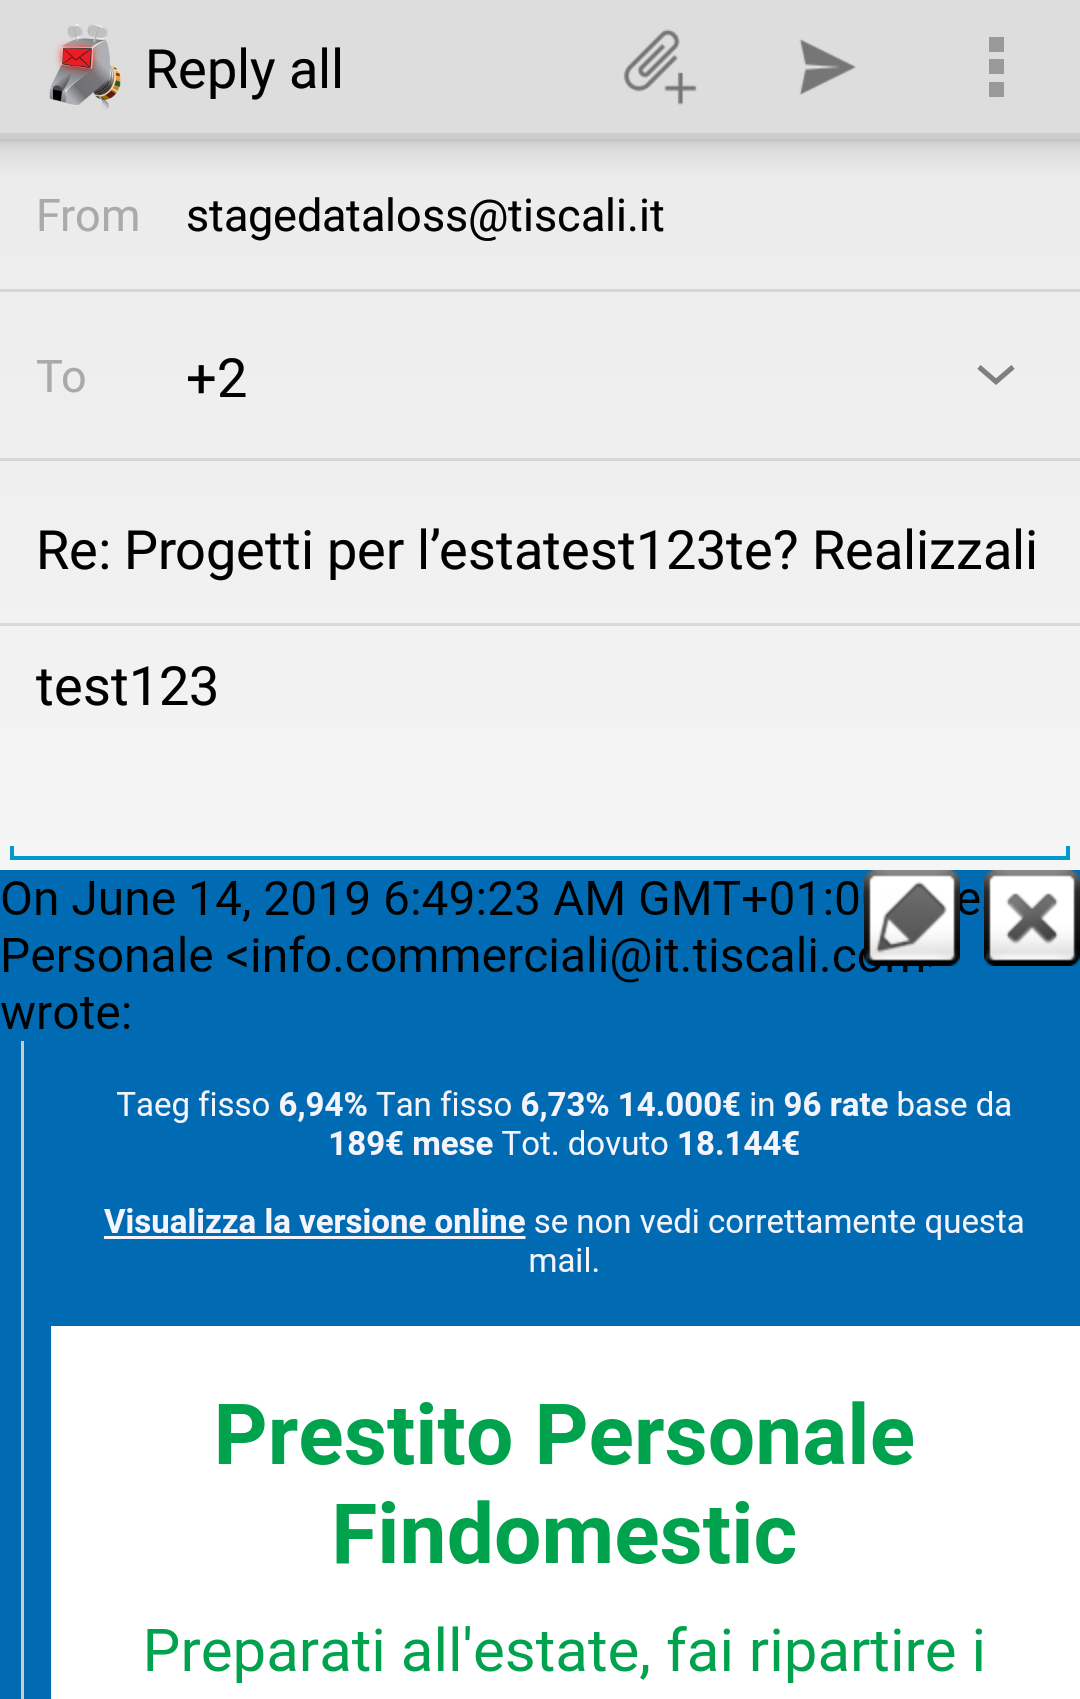 Reply all
From stagedataloss@tiscali.it
To +2
Re: Progetti per l’estatest123te? Realizzali
test123
On June 14, 2019 6:49:23 AM GMT+01:0
Personale <info.commerciali@it.tiscali.com>
wrote:
Taeg fisso 6,94% Tan fisso 6,73% 14.000€ in 96 rate base da
189€ mese Tot. dovuto 18.144€
Visualizza la versione online se non vedi correttamente questa
mail.
Prestito Personale
Findomestic
Preparati all'estate, fai ripartire i